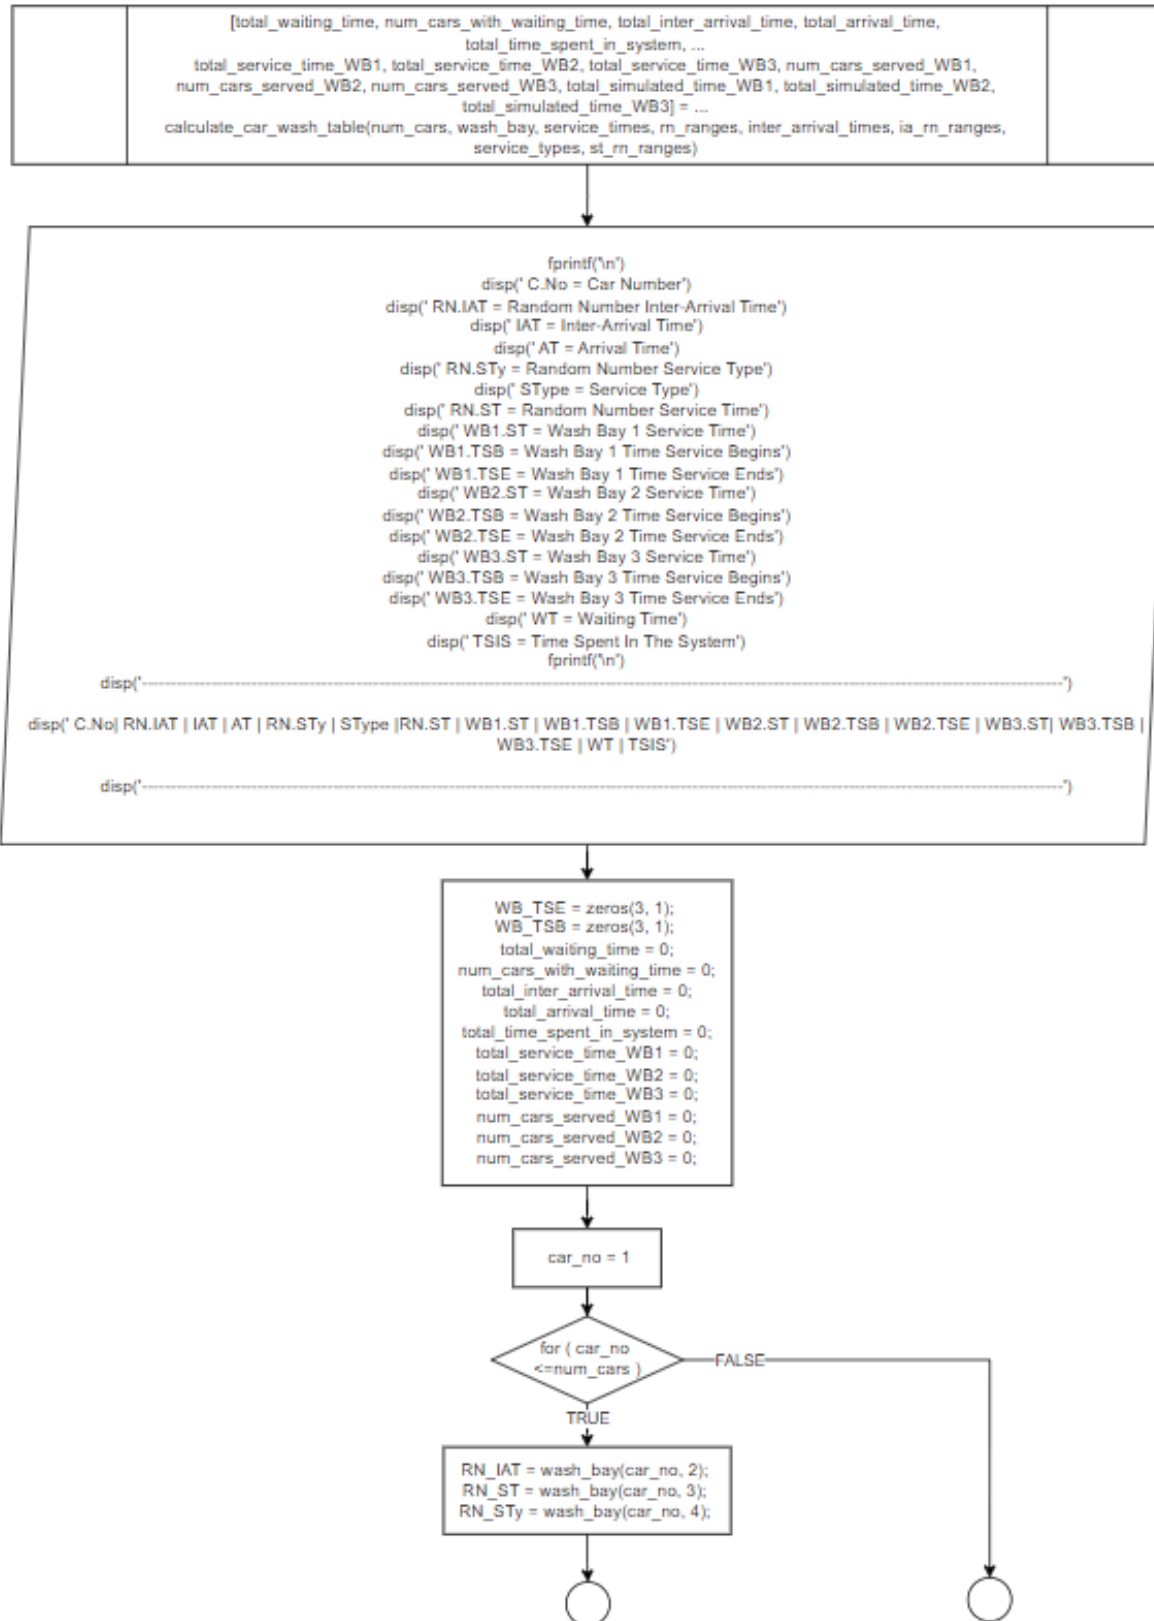 [total_waiting_time, num_cars_with_waiting_time, total_inter_arrival_time, total_arrival_time,
total_time_spent_in_system, ...
total_service_time_WB1, total_service_time_WB2, total_service_time_WB3, num_cars_served_WB1,
num_cars_served_WB2, num_cars_served_WB3, total_simulated_time_WB1, total_simulated_time_WB2,
total_simulated_time_WB3] = ...
calculate_car_wash_table(num_cars, wash_bay, service_times, rn_ranges, inter_arrival_times, ia_rn_ranges,
service_types, st_rn_ranges)
fprintf('\n')
disp(' C.No = Car Number')
disp(' RN.IAT = Random Number Inter-Arrival Time')
disp(' IAT = Inter-Arrival Time')
disp(' AT = Arrival Time')
disp(' RN.STy = Random Number Service Type')
disp(' SType = Service Type')
disp(' RN.ST = Random Number Service Time')
disp(' WB1.ST = Wash Bay 1 Service Time')
disp(' WB1.TSB = Wash Bay 1 Time Service Begins')
disp(' WB1.TSE = Wash Bay 1 Time Service Ends')
disp(' WB2.ST = Wash Bay 2 Service Time')
disp(' WB2.TSB = Wash Bay 2 Time Service Begins')
disp(' WB2.TSE = Wash Bay 2 Time Service Ends')
disp(' WB3.ST = Wash Bay 3 Service Time')
disp(' WB3.TSB = Wash Bay 3 Time Service Begins')
disp(' WB3.TSE = Wash Bay 3 Time Service Ends')
disp(' WT = Waiting Time')
disp(' TSIS = Time Spent In The System')
fprintf('\n')
disp('------------------------------------------------------------------------------------------------------------------------')
disp(' C.No| RN.IAT | IAT | AT | RN.STy | SType |RN.ST | WB1.ST | WB1.TSB | WB1.TSE | WB2.ST | WB2.TSB | WB2.TSE | WB3.ST| WB3.TSB |
WB3.TSE | WT | TSIS')
disp('------------------------------------------------------------------------------------------------------------------------')
WB_TSE = zeros(3, 1);
WB_TSB = zeros(3, 1);
total_waiting_time = 0;
num_cars_with_waiting_time = 0;
total_inter_arrival_time = 0;
total_arrival_time = 0;
total_time_spent_in_system = 0;
total_service_time_WB1 = 0;
total_service_time_WB2 = 0;
total_service_time_WB3 = 0;
num_cars_served_WB1 = 0;
num_cars_served_WB2 = 0;
num_cars_served_WB3 = 0;
car_no = 1
for ( car_no
<=num_cars )
FALSE
TRUE
RN_IAT = wash_bay(car_no, 2);
RN_ST = wash_bay(car_no, 3);
RN_STy = wash_bay(car_no, 4);